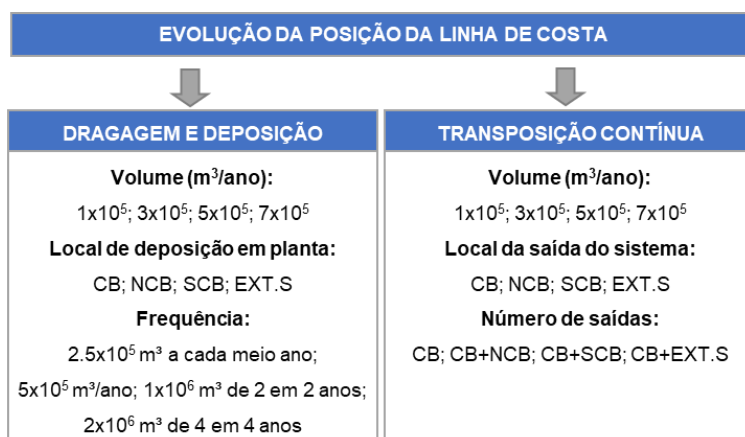 EVOLUÇÃO DA POSIÇÃO DA LINHA DE COSTA
DRAGAGEM E DEPOSIÇÃO
Volume (m³/ano):
1x10⁵; 3x10⁵; 5x10⁵; 7x10⁵
Local de deposição em planta:
CB; NCB; SCB; EXT.S
Frequência:
2.5x10⁵ m³ a cada meio ano;
5x10⁵ m³/ano; 1x10⁶ m³ de 2 em 2 anos;
2x10⁶ m³ de 4 em 4 anos
TRANSPOSIÇÃO CONTÍNUA
Volume (m³/ano):
1x10⁵; 3x10⁵; 5x10⁵; 7x10⁵
Local da saída do sistema:
CB; NCB; SCB; EXT.S
Número de saídas:
CB; CB+NCB; CB+SCB; CB+EXT.S